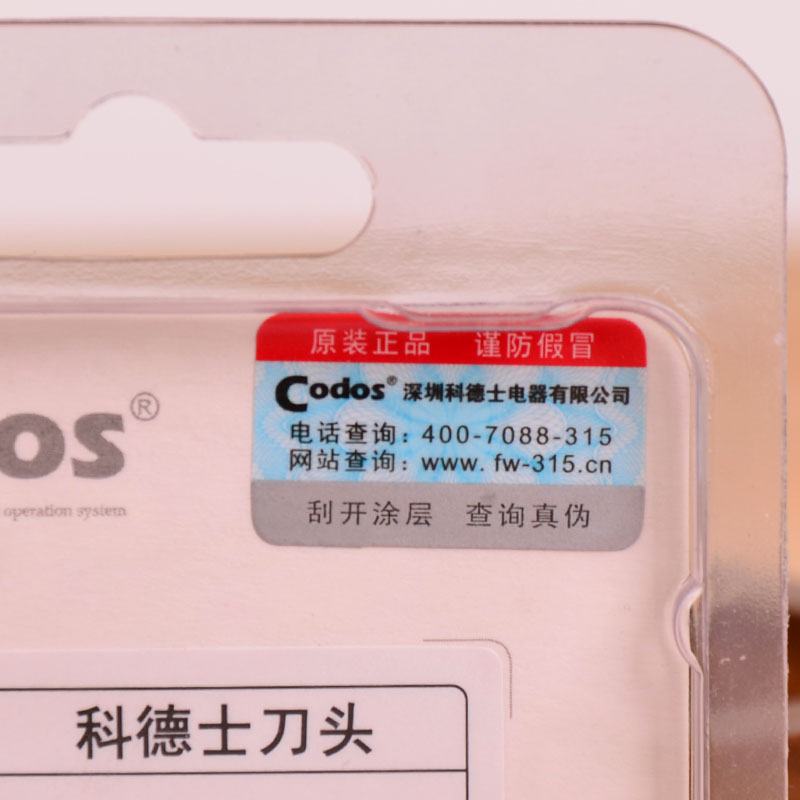 原装正品 谨防假冒
Codos® 深圳科德士电器有限公司
电话查询：400-7088-315
网站查询：www.fw-315.cn
刮开涂层 查询真伪
os®
operation system
科德士刀头